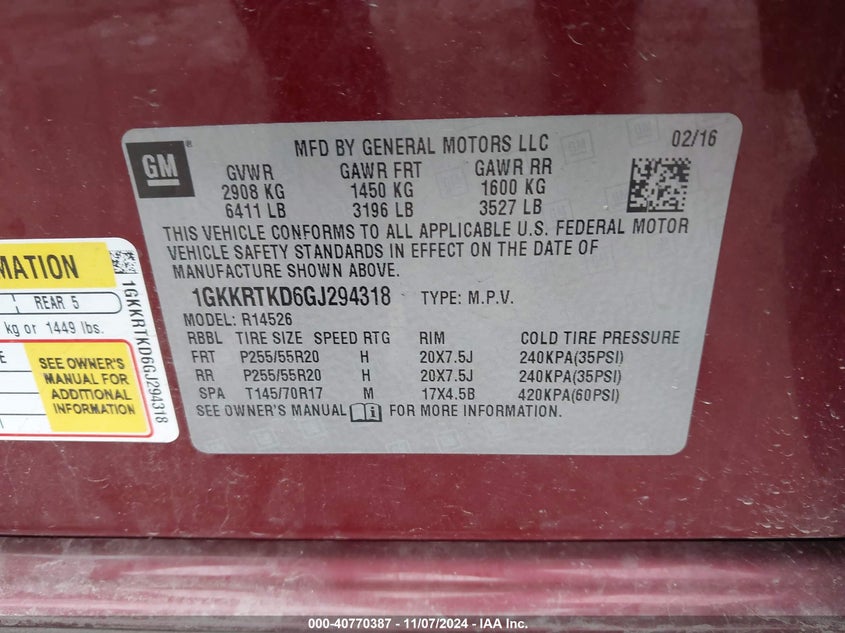 GM
MFD BY GENERAL MOTORS LLC 02/16
GVWR GAWR FRT GAWR RR
2908 KG 1450 KG 1600 KG
6411 LB 3196 LB 3527 LB
THIS VEHICLE CONFORMS TO ALL APPLICABLE U.S. FEDERAL MOTOR
VEHICLE SAFETY STANDARDS IN EFFECT ON THE DATE OF
MANUFACTURE SHOWN ABOVE.
1GKKRTKD6GJ294318 TYPE: M.P.V.
MODEL: R14526
RBBL TIRE SIZE SPEED RTG RIM COLD TIRE PRESSURE
FRT P255/55R20 H 20X7.5J 240KPA(35PSI)
RR P255/55R20 H 20X7.5J 240KPA(35PSI)
SPA T145/70R17 M 17X4.5B 420KPA(60PSI)
SEE OWNER'S MANUAL FOR MORE INFORMATION.
MATION
REAR 5
kg or 1449 lbs.
SEE OWNER'S
MANUAL FOR
ADDITIONAL
INFORMATION
1GKKRTKD6GJ294318
000-40770387 - 11/07/2024 - IAA Inc.